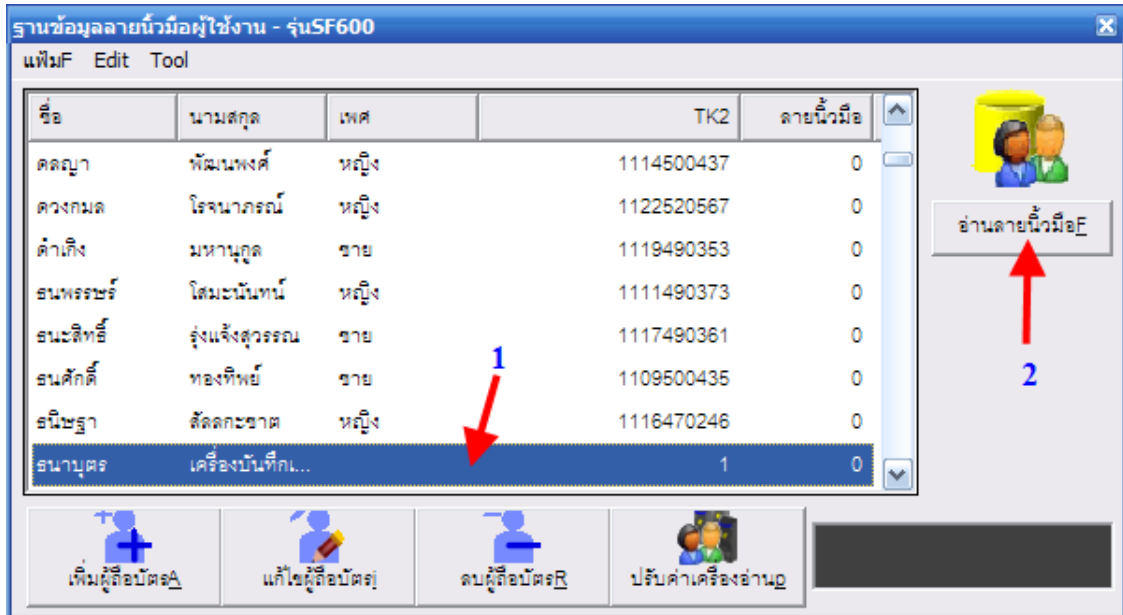 ฐานข้อมูลลายนิ้วมือผู้ใช้งาน - รุ่นSF600
แฟ้มF Edit Tool
ชื่อ นามสกุล เพศ TK2 ลายนิ้วมือ
ดลญา พัฒนพงศ์ หญิง 1114500437 0
ดวงกมล โรจนาภรณ์ หญิง 1122520567 0
ดำเกิง มหานุกูล ชาย 1119490353 0
ธนพรรษร์ โสมะนันทน์ หญิง 1111490373 0
ธนะสิทธิ์ รุ่งแจ้งสุวรรณ ชาย 1117490361 0
ธนศักดิ์ ทองทิพย์ ชาย 1109500435 0
ธนิษฐา สัลลกะชาต หญิง 1116470246 0
ธนาบุตร เครื่องบันทึกเ... 1 0
อ่านลายนิ้วมือF
1
2
เพิ่มผู้ถือบัตรA แก้ไขผู้ถือบัตรi ลบผู้ถือบัตรR ปรับค่าเครื่องอ่านp